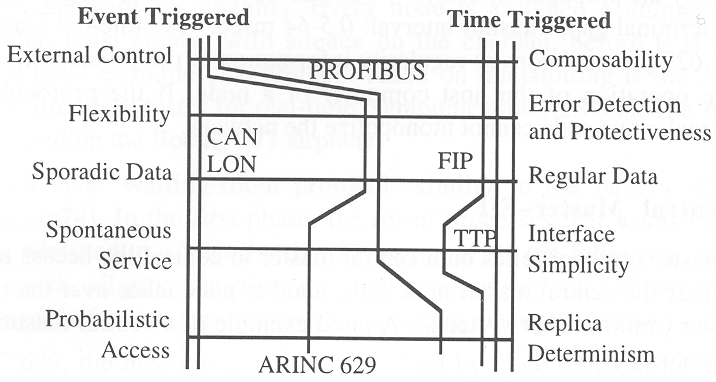 Event Triggered
Time Triggered
External Control
PROFIBUS
Composability
Flexibility
CAN
LON
Error Detection
and Protectiveness
Sporadic Data
FIP
Regular Data
Spontaneous
Service
TTP
Interface
Simplicity
Probabilistic
Access
ARINC 629
Replica
Determinism